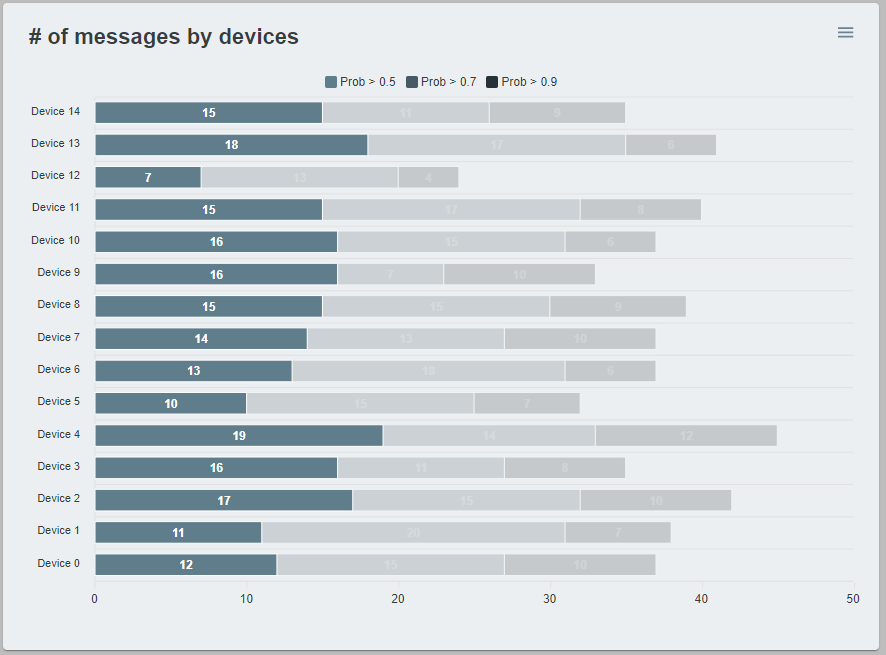 # of messages by devices
Prob > 0.5 Prob > 0.7 Prob > 0.9
Device 14 15 11 9
Device 13 18 17 6
Device 12 7 13 4
Device 11 15 17 8
Device 10 16 15 6
Device 9 16 7 10
Device 8 15 15 9
Device 7 14 13 10
Device 6 13 18 6
Device 5 10 15 7
Device 4 19 14 12
Device 3 16 11 8
Device 2 17 15 10
Device 1 11 20 7
Device 0 12 15 10
0 10 20 30 40 50